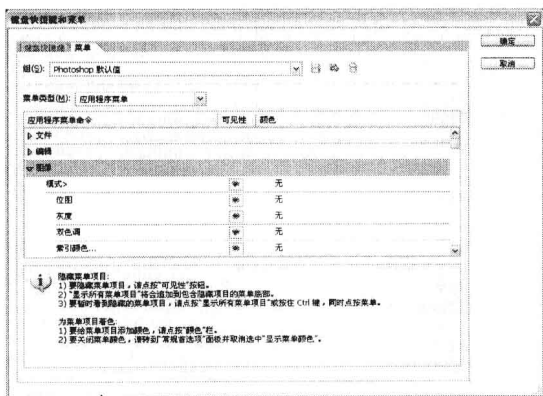 键盘快捷键和菜单
键盘快捷键 菜单
确定
取消
组(S): Photoshop 默认值
菜单类型(M): 应用程序菜单
应用程序菜单命令 可见性 颜色
文件
编辑
图像
模式> 无
位图 无
灰度 无
双色调 无
索引颜色... 无
隐藏菜单项目:
1) 要隐藏菜单项目，请点按"可见性"按钮。
2) "显示所有菜单项目"将会追加到包含隐藏项目的菜单底部。
3) 要暂时看到隐藏的菜单项目，请点按"显示所有菜单项目"或按住 Ctrl 键，同时点按菜单。
为菜单项目着色:
1) 要给菜单项目添加颜色，请点按"颜色"栏。
2) 要关闭菜单颜色，请转到"常规首选项"面板并取消选中"显示菜单颜色"。